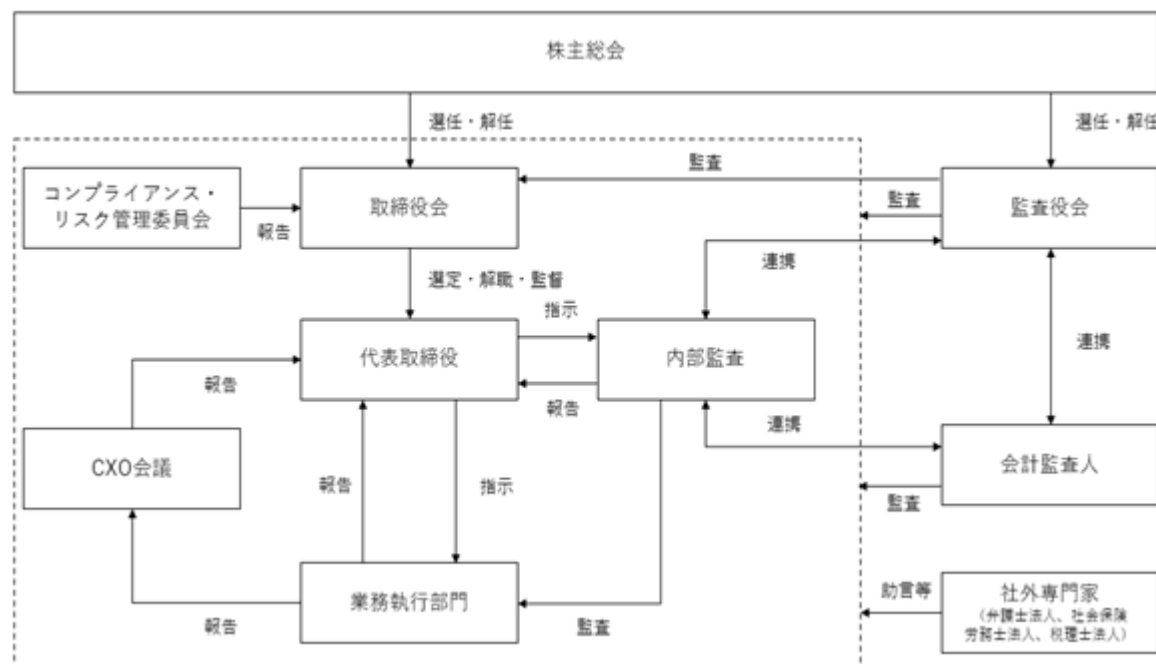 株主総会
選任・解任
選任・解任
コンプライアンス・
リスク管理委員会
報告
取締役会
監査
監査
監査役会
選定・解職・監督
連携
指示
代表取締役
内部監査
連携
報告
報告
連携
CXO会議
報告
指示
会計監査人
監査
業務執行部門
報告
監査
助言等
社外専門家
（弁護士法人、社会保険
労務士法人、税理士法人）